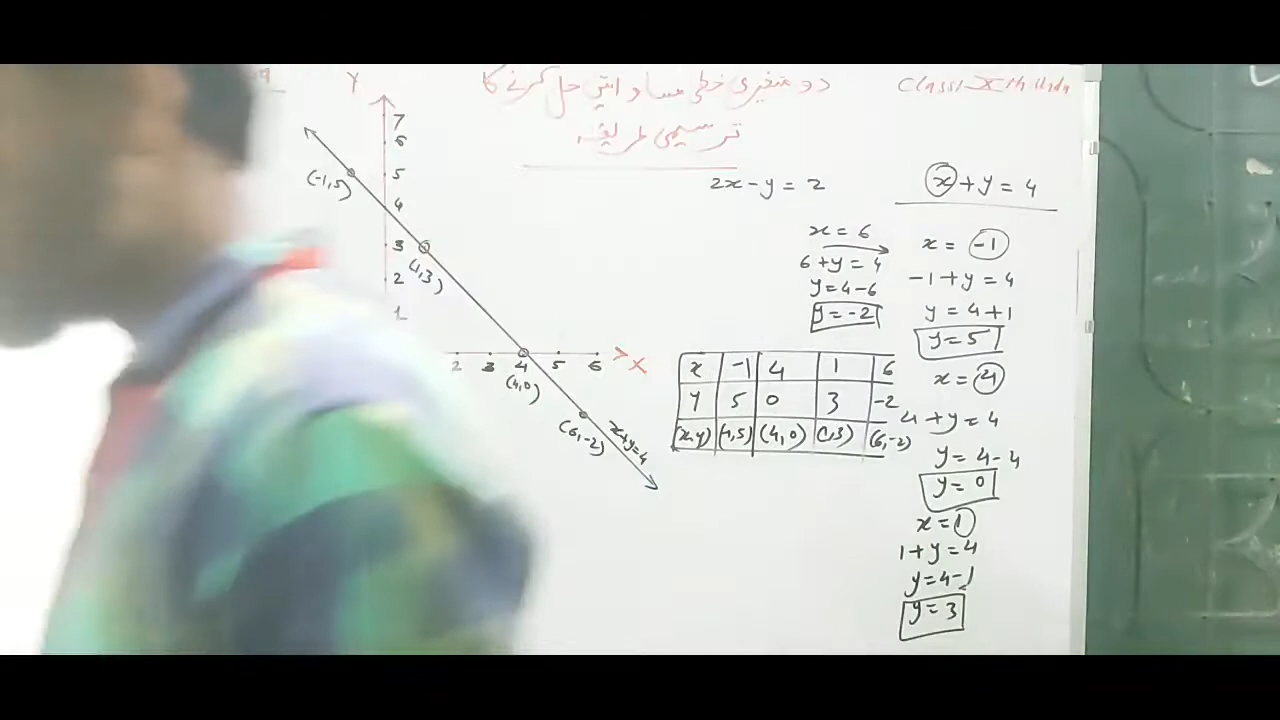 دو متغیری خطی مساواتیں حل کرنے کا
ترسیمی طریقہ
Class: Xth Urdu
Y
7
6
5
4
3
2
1
2 3 4 5 6
X
(-1,5)
(1,3)
(4,0)
(6,-2)
x+y=4
2x-y=2
x=6
6+y=4
y=4-6
y=-2
x | -1 | 4 | 1 | 6
y | 5 | 0 | 3 | -2
(x,y) | (-1,5) | (4,0) | (1,3) | (6,-2)
x+y=4
x=-1
-1+y=4
y=4+1
y=5
x=4
4+y=4
y=4-4
y=0
x=1
1+y=4
y=4-1
y=3